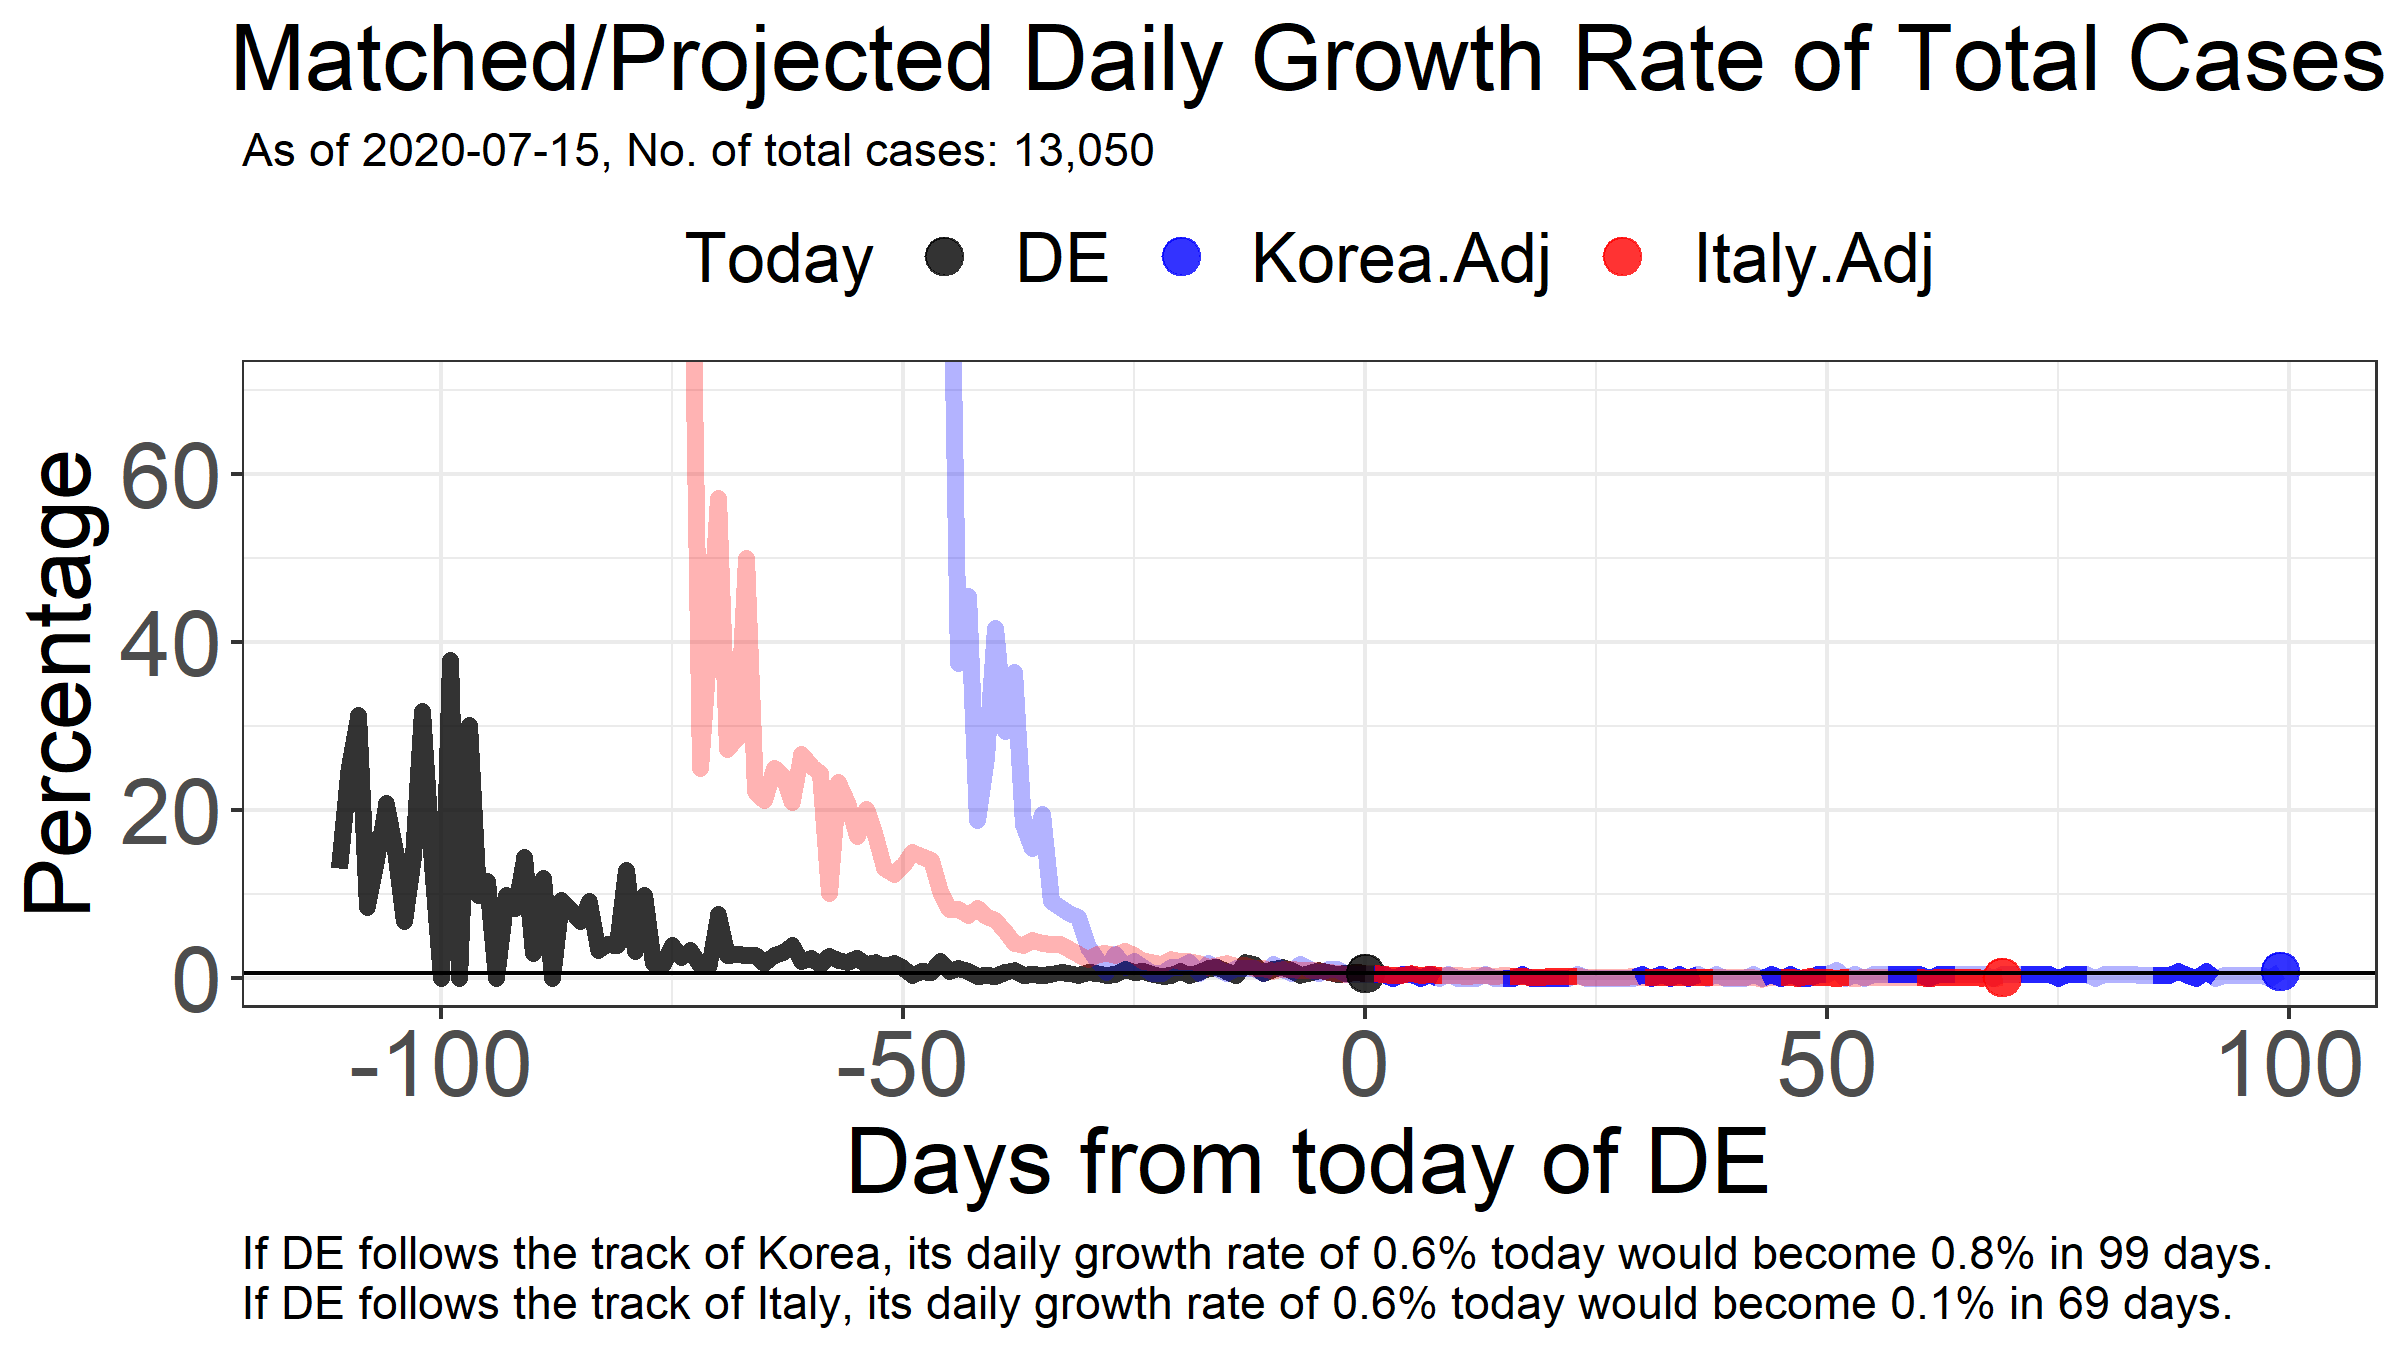 Matched/Projected Daily Growth Rate of Total Cases
As of 2020-07-15, No. of total cases: 13,050
Today DE Korea.Adj Italy.Adj
Percentage
60
40
20
0
-100 -50 0 50 100
Days from today of DE
If DE follows the track of Korea, its daily growth rate of 0.6% today would become 0.8% in 99 days.
If DE follows the track of Italy, its daily growth rate of 0.6% today would become 0.1% in 69 days.